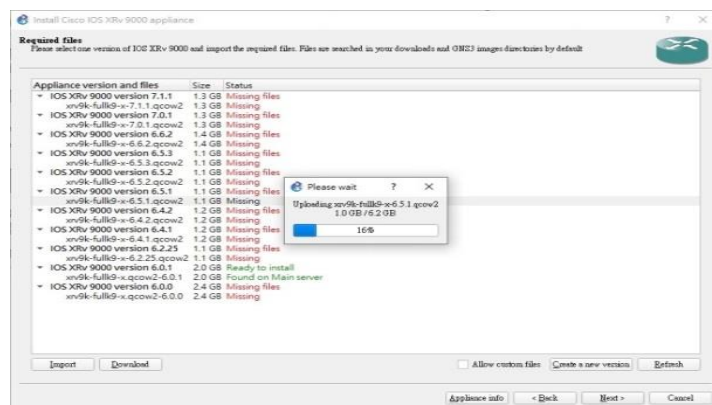 Install Cisco IOS XRv 9000 appliance
Required files
Please select one version of IOS XRv 9000 and import the required files. Files are searched in your downloads and GNS3 images directories by default
Appliance version and files Size Status
IOS XRv 9000 version 7.1.1 1.3 GB Missing files
xrv9k-fullk9-x-7.1.1.qcow2 1.3 GB Missing
IOS XRv 9000 version 7.0.1 1.3 GB Missing files
xrv9k-fullk9-x-7.0.1.qcow2 1.3 GB Missing
IOS XRv 9000 version 6.6.2 1.4 GB Missing files
xrv9k-fullk9-x-6.6.2.qcow2 1.4 GB Missing
IOS XRv 9000 version 6.5.3 1.1 GB Missing files
xrv9k-fullk9-x-6.5.3.qcow2 1.1 GB Missing
IOS XRv 9000 version 6.5.2 1.1 GB Missing files
xrv9k-fullk9-x-6.5.2.qcow2 1.1 GB Missing
IOS XRv 9000 version 6.5.1 1.1 GB Missing files
xrv9k-fullk9-x-6.5.1.qcow2 1.1 GB Missing
IOS XRv 9000 version 6.4.2 1.2 GB Missing files
xrv9k-fullk9-x-6.4.2.qcow2 1.2 GB Missing
IOS XRv 9000 version 6.4.1 1.2 GB Missing files
xrv9k-fullk9-x-6.4.1.qcow2 1.2 GB Missing
IOS XRv 9000 version 6.2.25 1.1 GB Missing files
xrv9k-fullk9-x-6.2.25.qcow2 1.1 GB Missing
IOS XRv 9000 version 6.0.1 2.0 GB Ready to install
xrv9k-fullk9-x.qcow2-6.0.1 2.0 GB Found on Main server
IOS XRv 9000 version 6.0.0 2.4 GB Missing files
xrv9k-fullk9-x.qcow2-6.0.0 2.4 GB Missing
Please wait
Uploading xrv9k-fullk9-x-6.5.1.qcow2
1.0 GB / 6.2 GB
16%
Import Download Allow custom files Create a new version Refresh
Appliance info < Back Next > Cancel